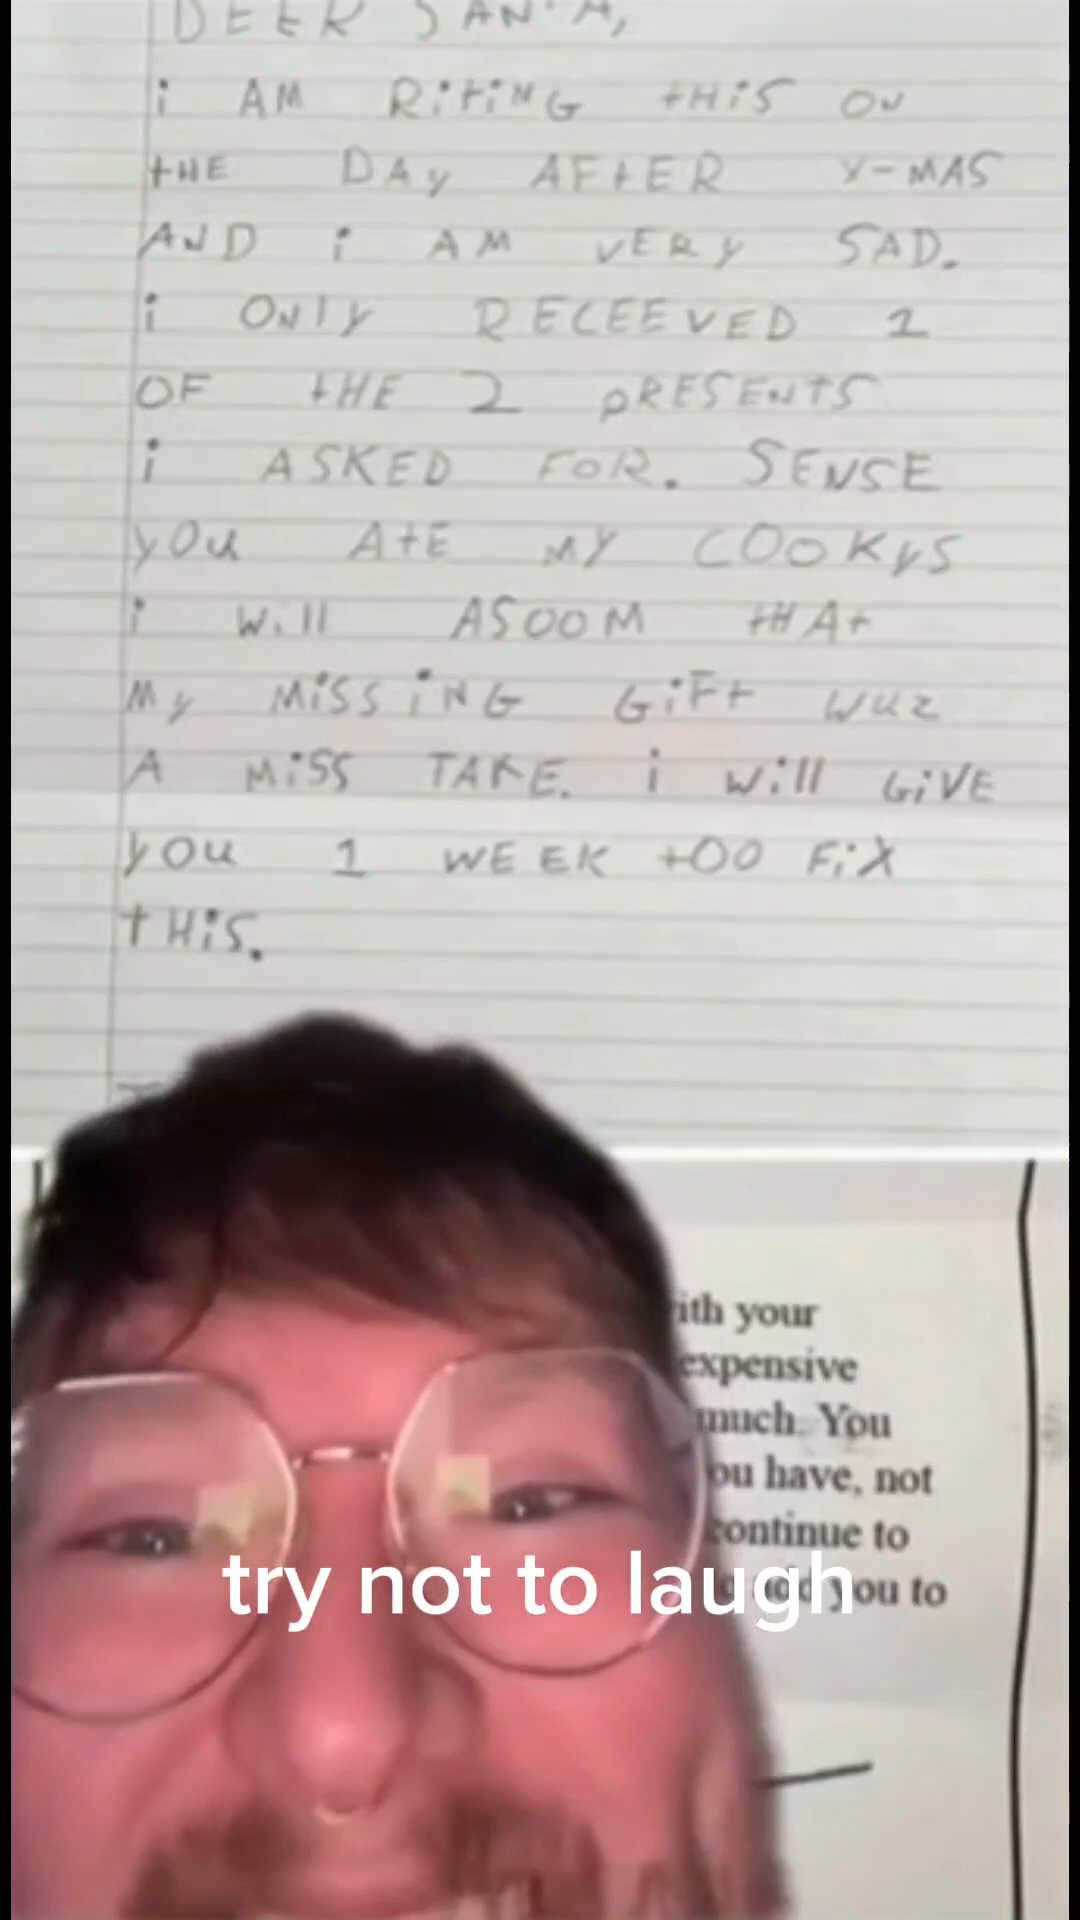 DEER SANTA,
i AM RitiNG tHiS ON
tHE DAy AFtER X-MAS
AND i AM VERy SAD.
i ONly RECEEVED 1
OF tHE 2 pRESENtS
i ASKED FOR. SENSE
yOu AtE My COOKyS
i Will ASOOM tHAt
My MiSSiNG GiFt WuZ
A MiSS TAKE. i Will GiVE
yOu 1 WEEK tOO FiX
tHiS.
ith your
expensive
much. You
ou have, not
continue to
you to
try not to laugh